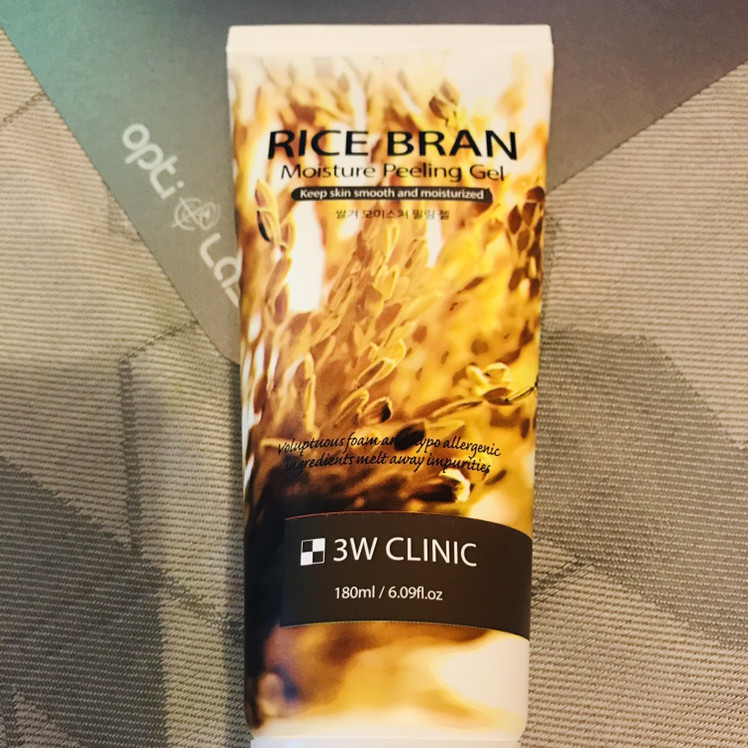 RICE BRAN
Moisture Peeling Gel
Keep skin smooth and moisturized
쌀겨 모이스처 필링 젤
Voluptuous foam and hypo allergenic
ingredients melt away impurities
3W CLINIC
180ml / 6.09fl.oz
opti